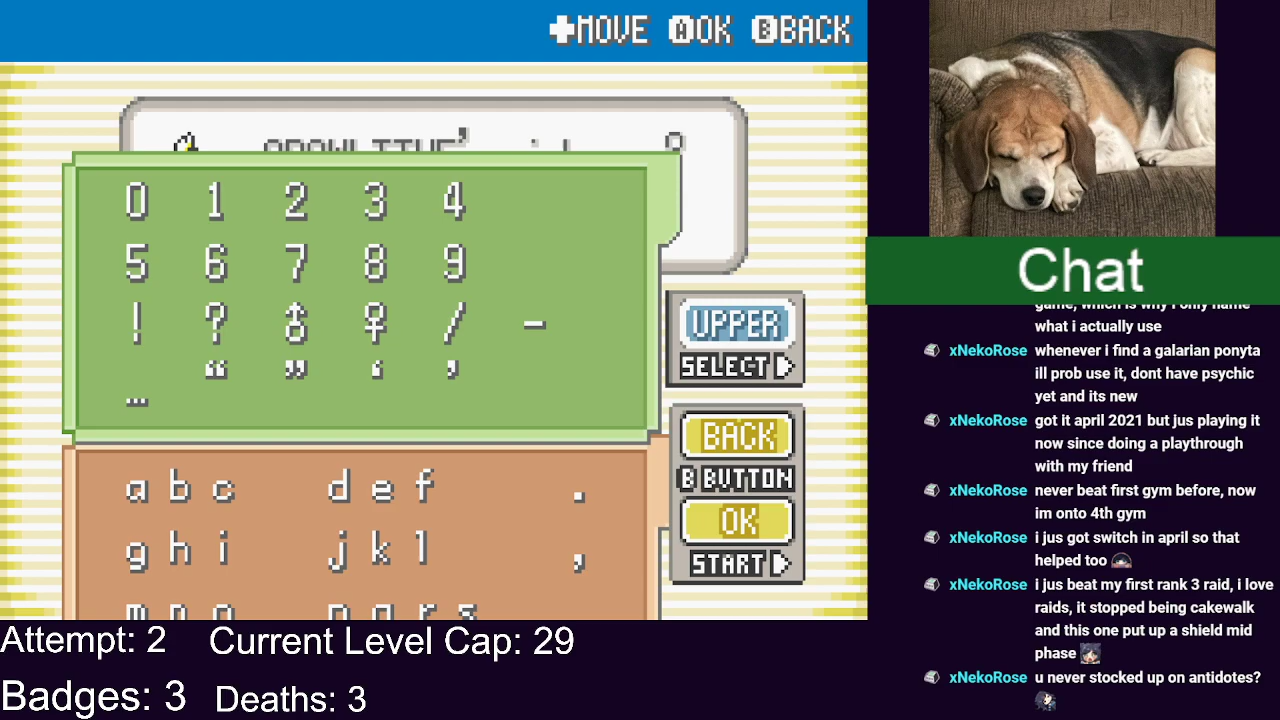 MOVE A OK B BACK
0 1 2 3 4
5 6 7 8 9
! ? ♂ ♀ / -
“ ” ‘ ’
…
UPPER
SELECT
BACK
B BUTTON
OK
START
a b c d e f .
g h i j k l ,
m n o p q r s
Attempt: 2 Current Level Cap: 29
Badges: 3 Deaths: 3
Chat
game, which is why i only name
what i actually use
xNekoRose whenever i find a galarian ponyta
ill prob use it, dont have psychic
yet and its new
xNekoRose got it april 2021 but jus playing it
now since doing a playthrough
with my friend
xNekoRose never beat first gym before, now
im onto 4th gym
xNekoRose i jus got switch in april so that
helped too
xNekoRose i jus beat my first rank 3 raid, i love
raids, it stopped being cakewalk
and this one put up a shield mid
phase
xNekoRose u never stocked up on antidotes?